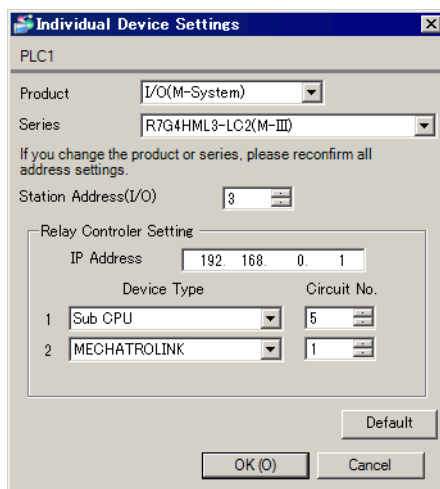 Individual Device Settings
PLC1
Product I/O(M-System)
Series R7G4HML3-LC2(M-Ⅲ)
If you change the product or series, please reconfirm all
address settings.
Station Address(I/O) 3
Relay Controler Setting
IP Address 192. 168. 0. 1
Device Type Circuit No.
1 Sub CPU 5
2 MECHATROLINK 1
Default
OK (O) Cancel